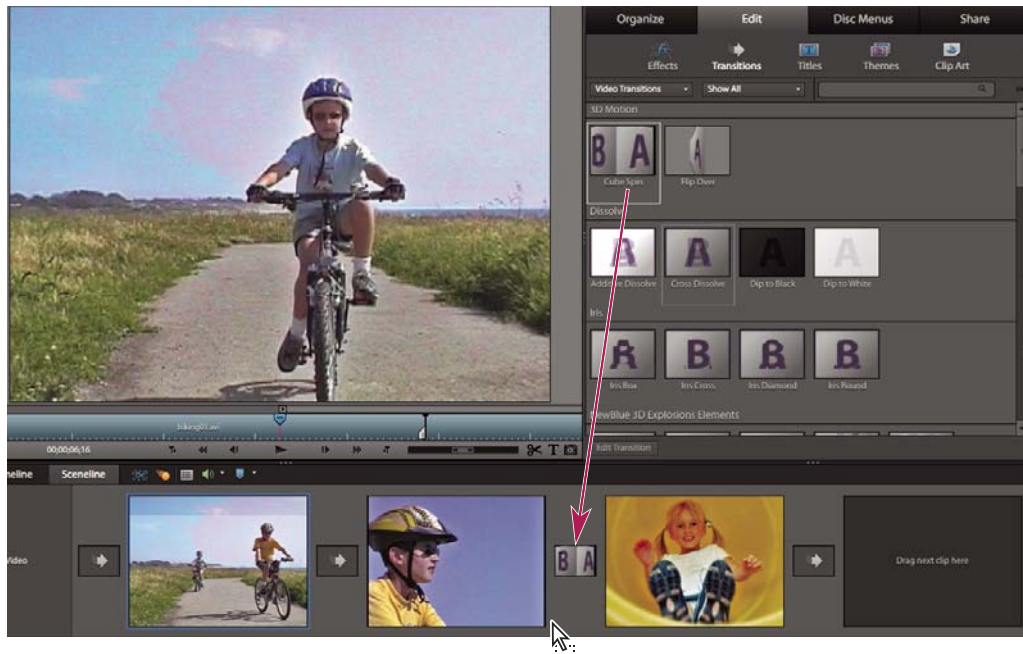 Organize Edit Disc Menus Share
Effects Transitions Titles Themes Clip Art
Video Transitions Show All
3D Motion
B A A
Cube Spin Flip Over
Dissolve
Additive Dissolve Cross Dissolve Dip to Black Dip to White
Iris
Iris Box Iris Cross Iris Diamond Iris Round
NewBlue 3D Explosions Elements
biking01.avi
Edit Transition
00;00;06;16
T
neline Sceneline
Video
B A
Drag next clip here